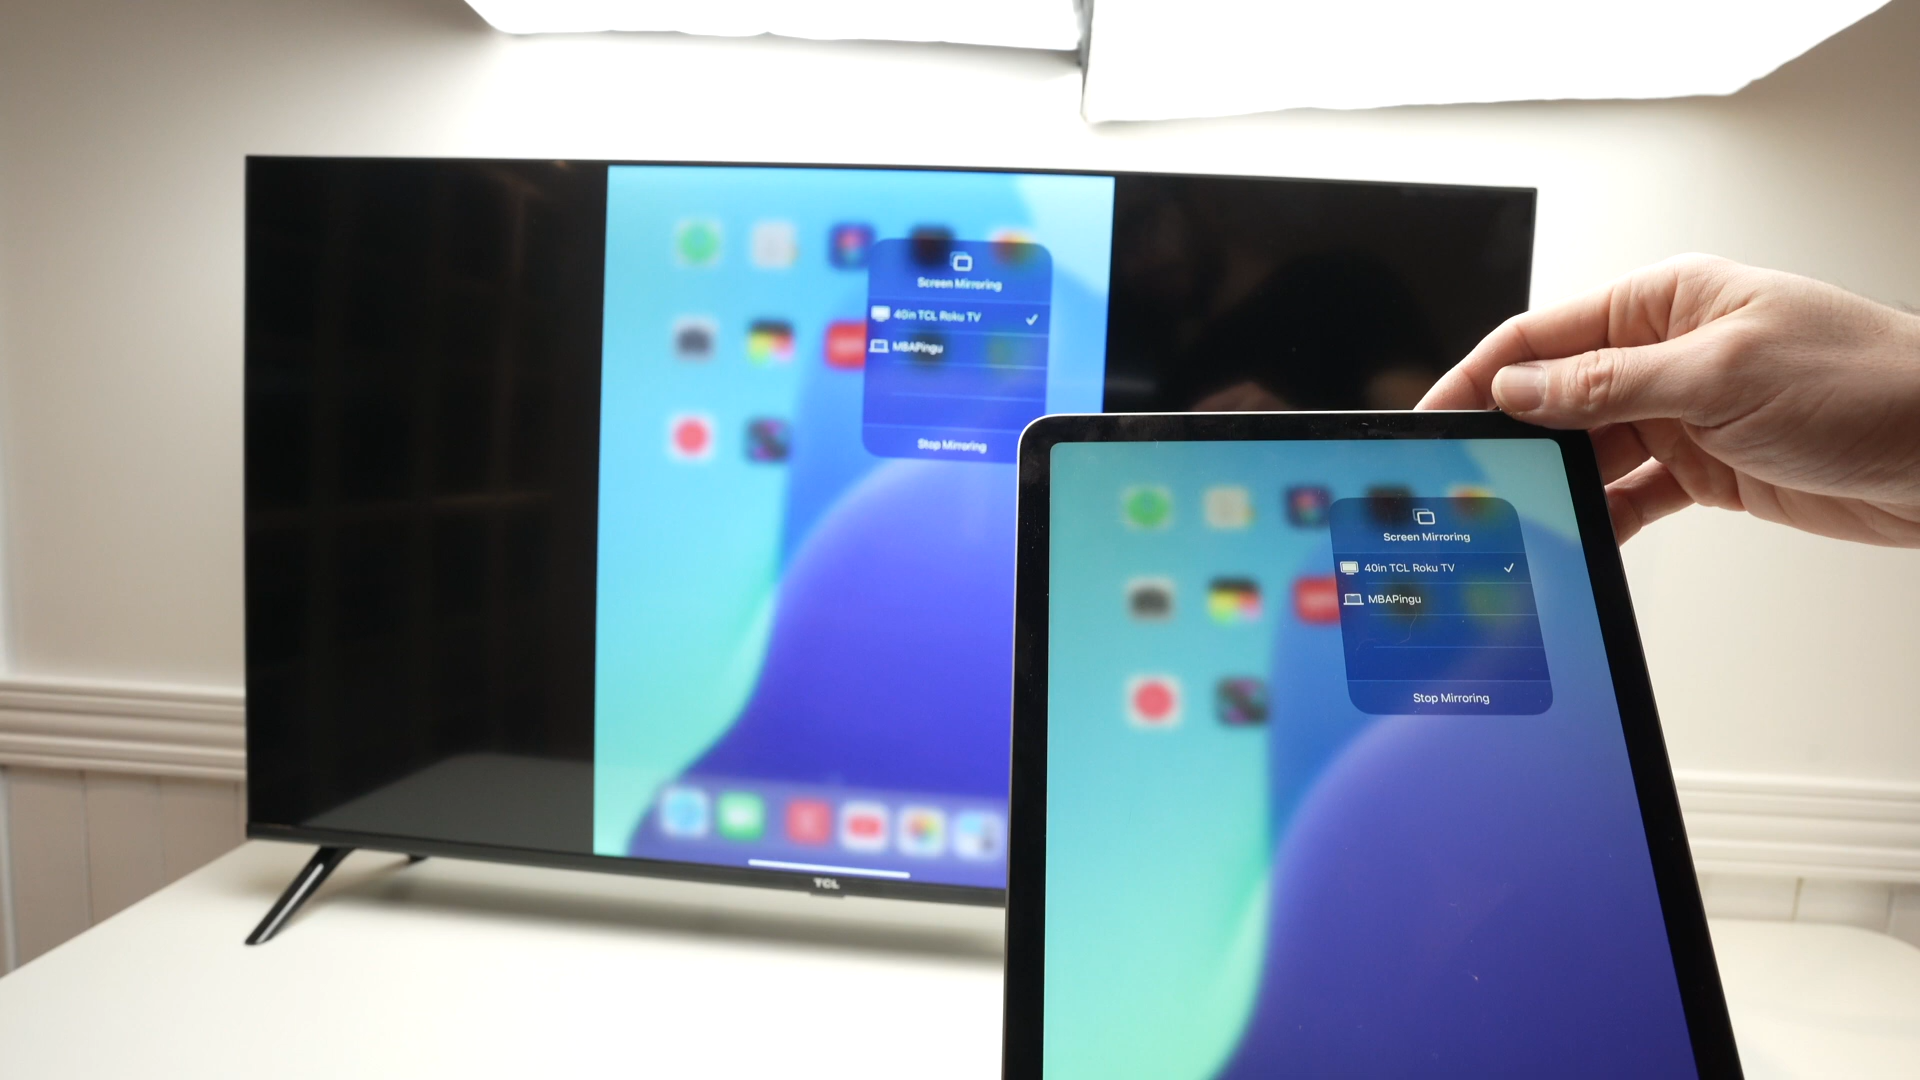 Screen Mirroring
40in TCL Roku TV
MBAPingu
Stop Mirroring
TCL
Screen Mirroring
40in TCL Roku TV
MBAPingu
Stop Mirroring